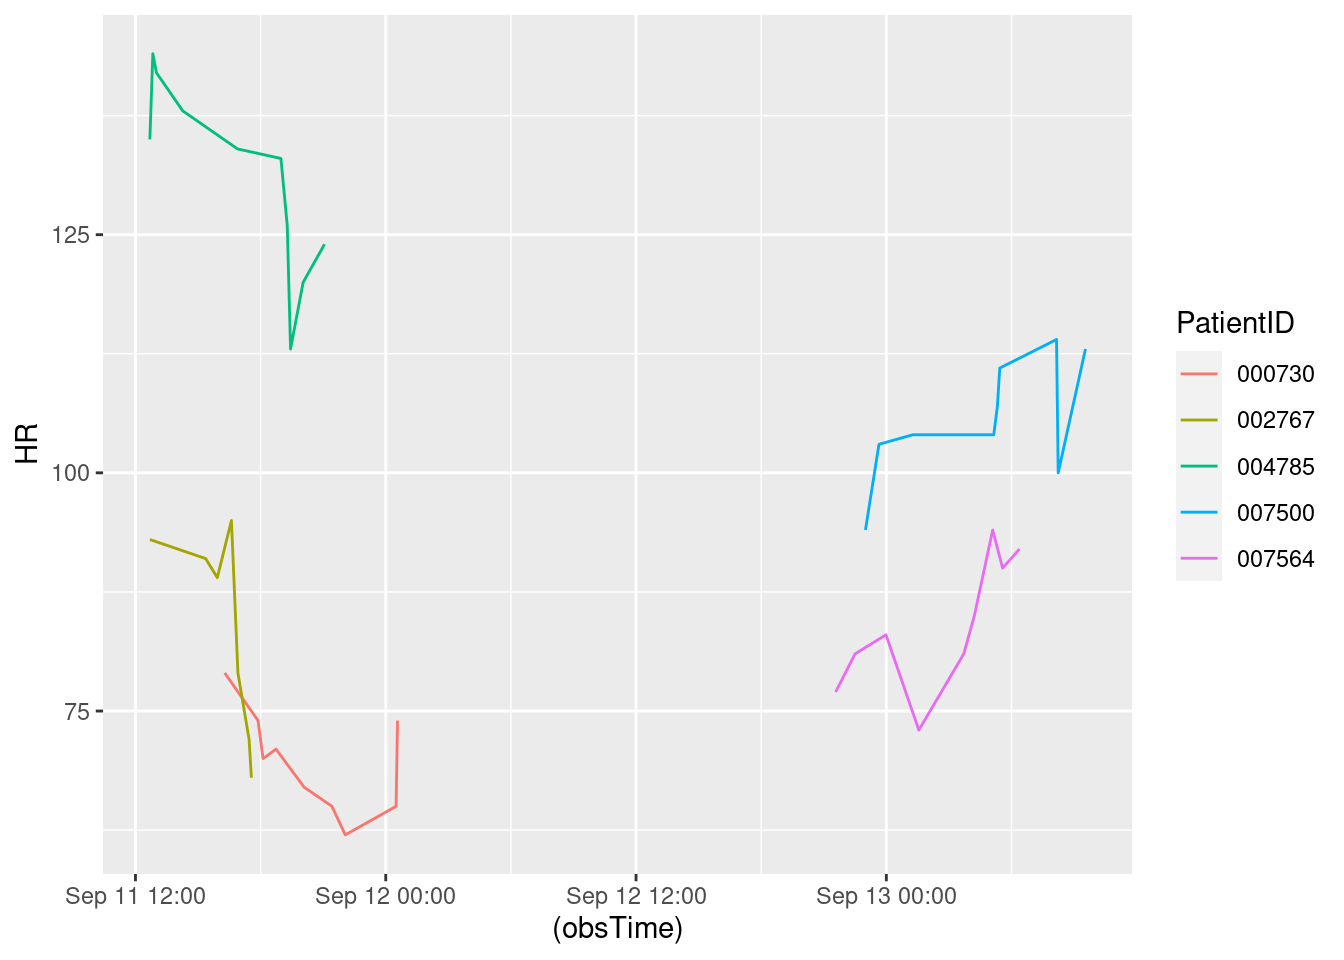 HR
125
100
75
Sep 11 12:00
Sep 12 00:00
Sep 12 12:00
Sep 13 00:00
(obsTime)
PatientID
000730
002767
004785
007500
007564